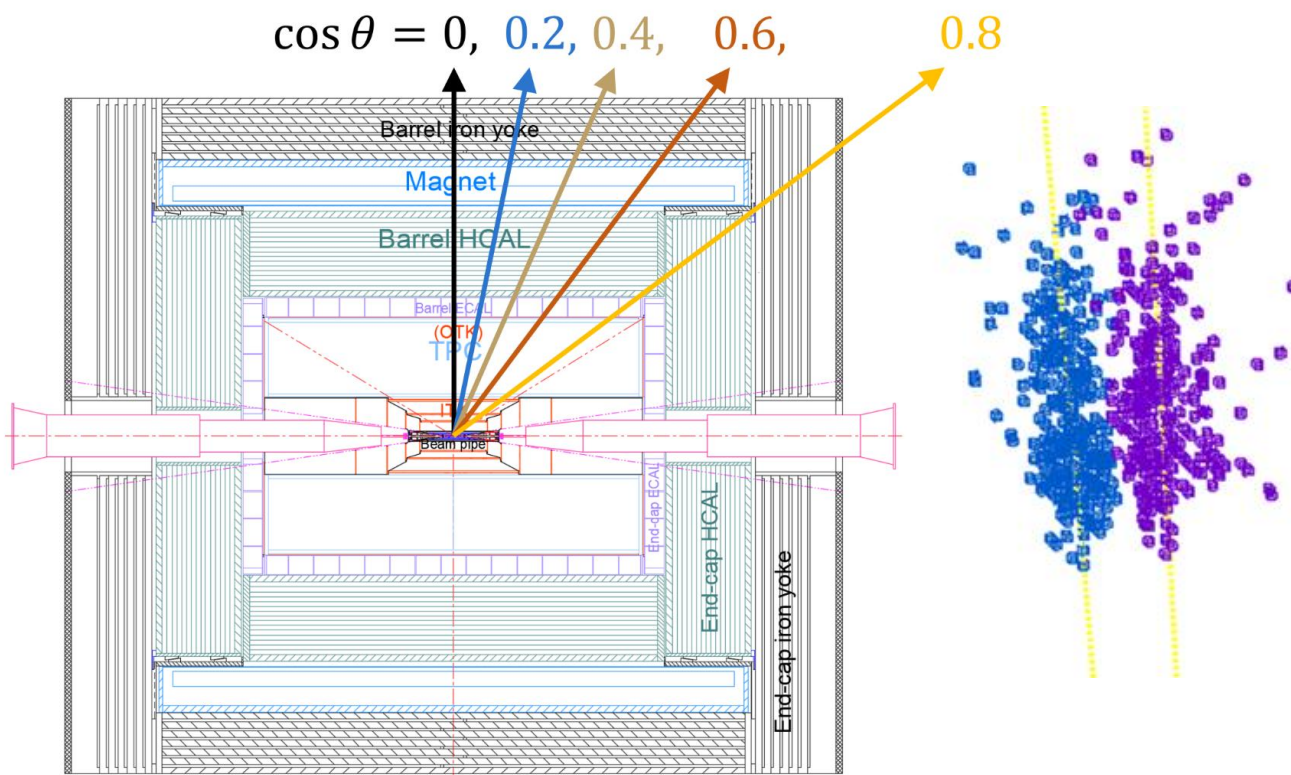 cos θ = 0, 0.2, 0.4, 0.6, 0.8
Barrel iron yoke
Magnet
Barrel HCAL
Barrel ECAL
(OTK)
TPC
Beam pipe
End-cap ECAL
End-cap HCAL
End-cap iron yoke